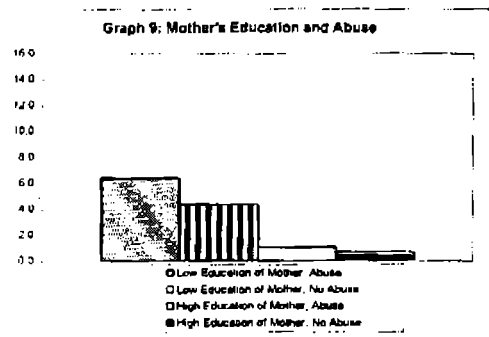 Graph 9: Mother's Education and Abuse
16.0
14.0
12.0
10.0
8.0
6.0
4.0
2.0
0.0
Low Education of Mother, Abuse
Low Education of Mother, No Abuse
High Education of Mother, Abuse
High Education of Mother, No Abuse